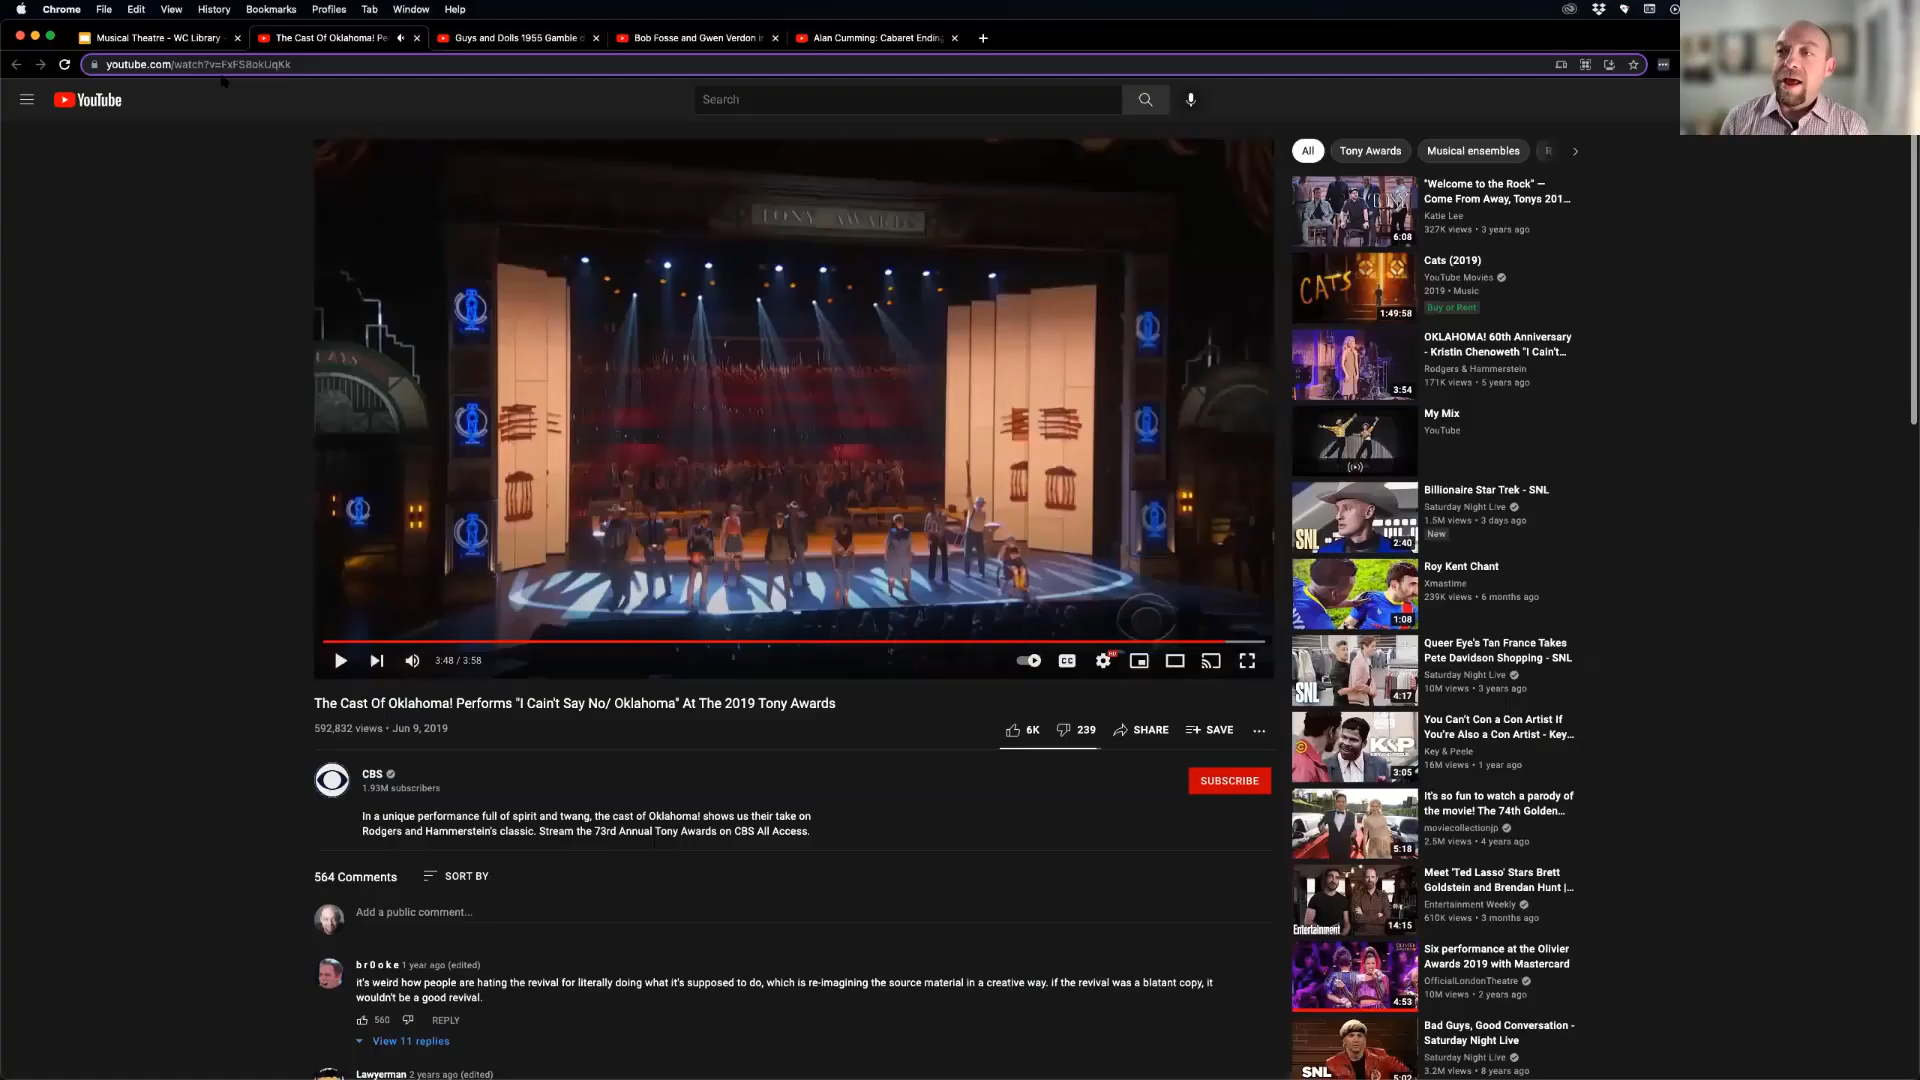 Chrome File Edit View History Bookmarks Profiles Tab Window Help
Musical Theatre - WC Library The Cast Of Oklahoma! Pe Guys and Dolls 1955 Gamble Bob Fosse and Gwen Verdon i Alan Cumming: Cabaret Ending
youtube.com/watch?v=FxFS8okUqKk
YouTube
Search
All Tony Awards Musical ensembles R
TONY AWARDS
"Welcome to the Rock" —
Come From Away, Tonys 201...
Katie Lee
327K views • 3 years ago
6:08
Cats (2019)
YouTube Movies
2019 • Music
Buy or Rent
CATS
1:49:58
OKLAHOMA! 60th Anniversary
- Kristin Chenoweth "I Cain't...
Rodgers & Hammerstein
171K views • 5 years ago
3:54
My Mix
YouTube
Billionaire Star Trek - SNL
Saturday Night Live
1.5M views • 3 days ago
New
SNL
2:40
Roy Kent Chant
Xmastime
239K views • 6 months ago
1:08
Queer Eye's Tan France Takes
Pete Davidson Shopping - SNL
Saturday Night Live
10M views • 3 years ago
SNL
4:17
You Can't Con a Con Artist If
You're Also a Con Artist - Key...
Key & Peele
16M views • 1 year ago
K&P
3:05
It's so fun to watch a parody of
the movie! The 74th Golden...
moviecollectionjp
2.5M views • 4 years ago
5:18
Meet 'Ted Lasso' Stars Brett
Goldstein and Brendan Hunt |...
Entertainment Weekly
610K views • 3 months ago
Entertainment
14:15
Six performance at the Olivier
Awards 2019 with Mastercard
OfficialLondonTheatre
10M views • 2 years ago
4:53
Bad Guys, Good Conversation -
Saturday Night Live
Saturday Night Live
3.2M views • 8 years ago
SNL
5:02
3:48 / 3:58
CC
HD
The Cast Of Oklahoma! Performs "I Cain't Say No/ Oklahoma" At The 2019 Tony Awards
592,832 views • Jun 9, 2019
6K 239 SHARE SAVE
CBS
1.93M subscribers
SUBSCRIBE
In a unique performance full of spirit and twang, the cast of Oklahoma! shows us their take on
Rodgers and Hammerstein's classic. Stream the 73rd Annual Tony Awards on CBS All Access.
564 Comments SORT BY
Add a public comment...
br0oke 1 year ago (edited)
it's weird how people are hating the revival for literally doing what it's supposed to do, which is re-imagining the source material in a creative way. if the revival was a blatant copy, it
wouldn't be a good revival.
560 REPLY
View 11 replies
Lawyerman 2 years ago (edited)